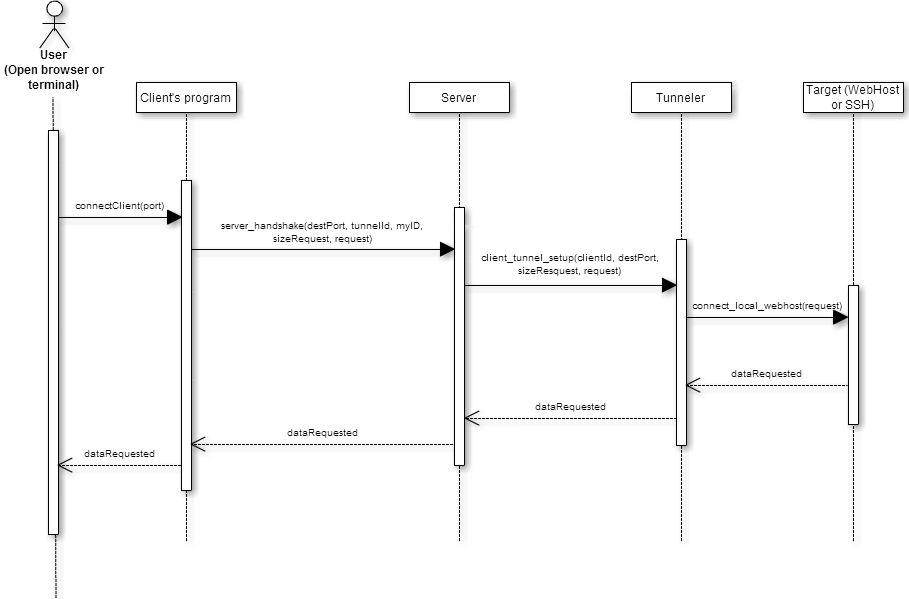 User
(Open browser or
terminal)
Client's program
Server
Tunneler
Target (WebHost
or SSH)
connectClient(port)
server_handshake(destPort, tunnelId, myID,
sizeRequest, request)
client_tunnel_setup(clientId, destPort,
sizeResquest, request)
connect_local_webhost(request)
dataRequested
dataRequested
dataRequested
dataRequested